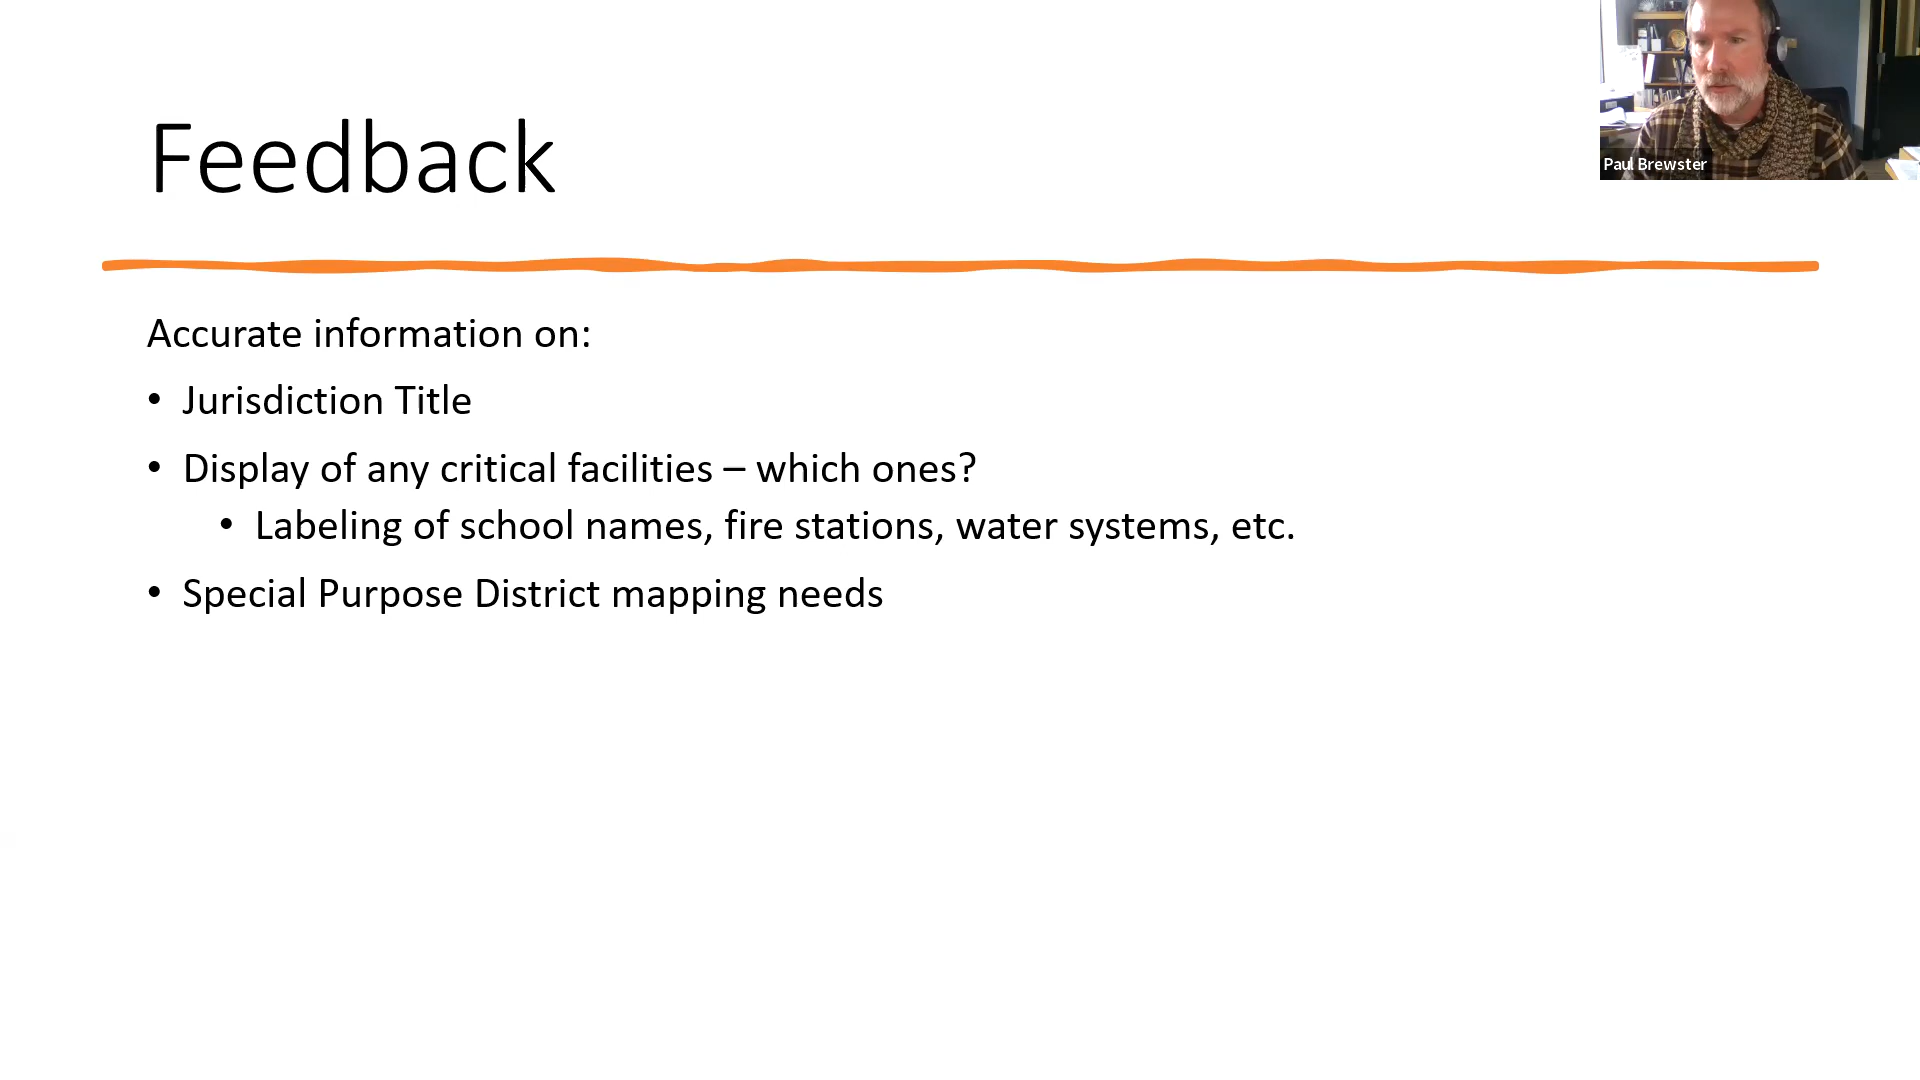 Feedback
Paul Brewster
Accurate information on:
• Jurisdiction Title
• Display of any critical facilities – which ones?
• Labeling of school names, fire stations, water systems, etc.
• Special Purpose District mapping needs